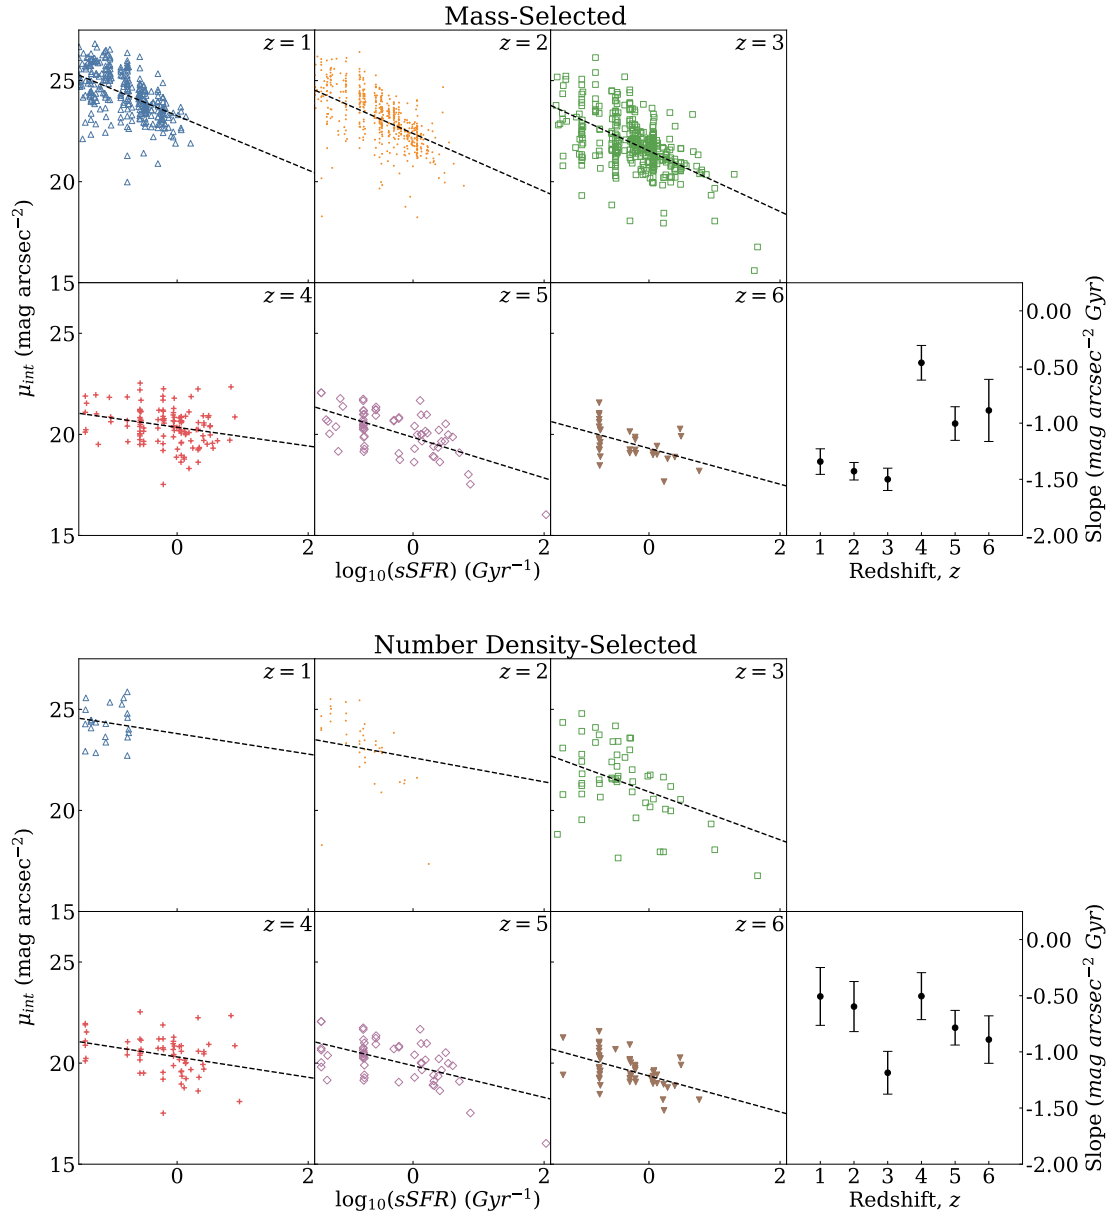 Mass-Selected
z = 1 z = 2 z = 3
25
20
15
z = 4 z = 5 z = 6
25
20
15
0 2 0 2 0 2
μint (mag arcsec−2)
log10(sSFR) (Gyr−1)
0.00
-0.50
-1.00
-1.50
-2.00
Slope (mag arcsec−2 Gyr)
1 2 3 4 5 6
Redshift, z
Number Density-Selected
z = 1 z = 2 z = 3
25
20
15
z = 4 z = 5 z = 6
25
20
15
0 2 0 2 0 2
μint (mag arcsec−2)
log10(sSFR) (Gyr−1)
0.00
-0.50
-1.00
-1.50
-2.00
Slope (mag arcsec−2 Gyr)
1 2 3 4 5 6
Redshift, z